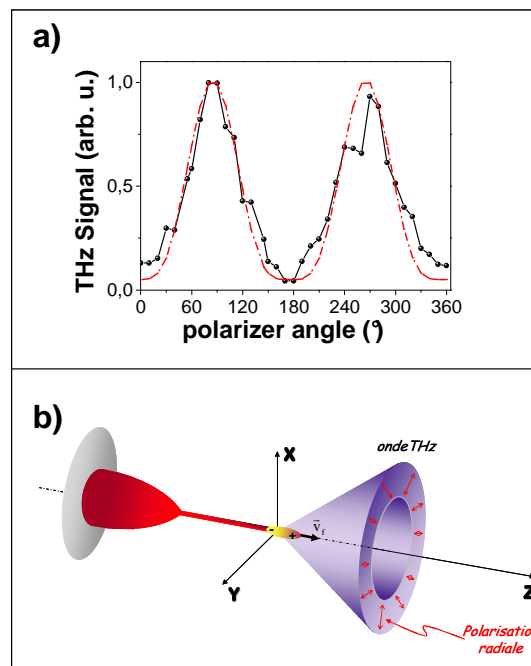 a)
THz Signal (arb. u.)
1,0
0,5
0,0
0 60 120 180 240 300 360
polarizer angle (°)
b)
X
onde THz
- + v⃗f
Y
Z
Polarisation
radiale